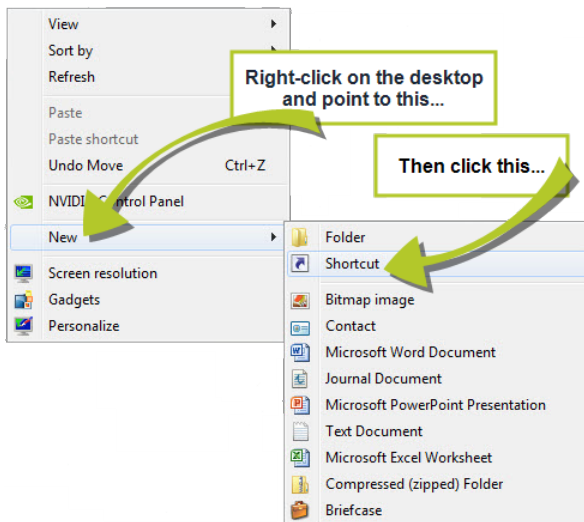 View
Sort by
Refresh
Right-click on the desktop
and point to this...
Paste
Paste shortcut
Undo Move Ctrl+Z
Then click this...
Control Panel
New
Screen resolution
Gadgets
Personalize
Folder
Shortcut
Bitmap image
Contact
Microsoft Word Document
Journal Document
Microsoft PowerPoint Presentation
Text Document
Microsoft Excel Worksheet
Compressed (zipped) Folder
Briefcase